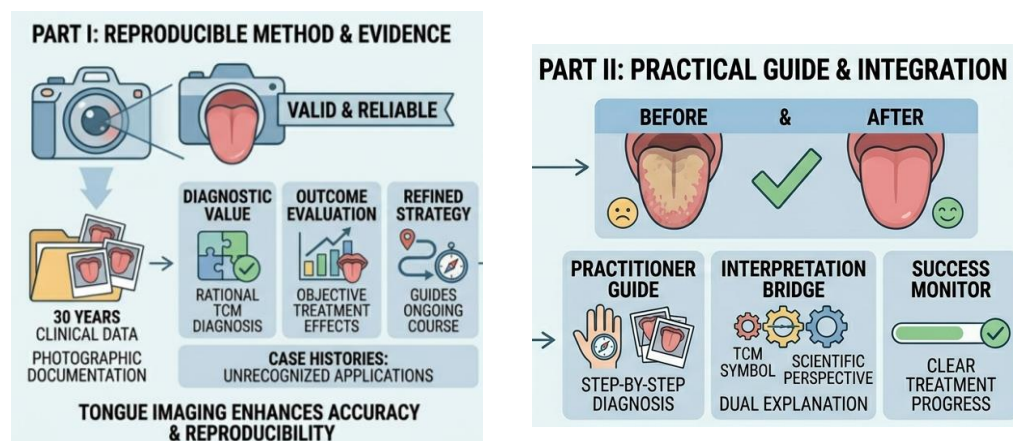 PART I: REPRODUCIBLE METHOD & EVIDENCE
VALID & RELIABLE
30 YEARS
CLINICAL DATA
PHOTOGRAPHIC
DOCUMENTATION
DIAGNOSTIC
VALUE
RATIONAL
TCM
DIAGNOSIS
OUTCOME
EVALUATION
OBJECTIVE
TREATMENT
EFFECTS
REFINED
STRATEGY
GUIDES
ONGOING
COURSE
CASE HISTORIES:
UNRECOGNIZED APPLICATIONS
TONGUE IMAGING ENHANCES ACCURACY
& REPRODUCIBILITY
PART II: PRACTICAL GUIDE & INTEGRATION
BEFORE & AFTER
PRACTITIONER
GUIDE
STEP-BY-STEP
DIAGNOSIS
INTERPRETATION
BRIDGE
TCM
SYMBOL
SCIENTIFIC
PERSPECTIVE
DUAL EXPLANATION
SUCCESS
MONITOR
CLEAR
TREATMENT
PROGRESS